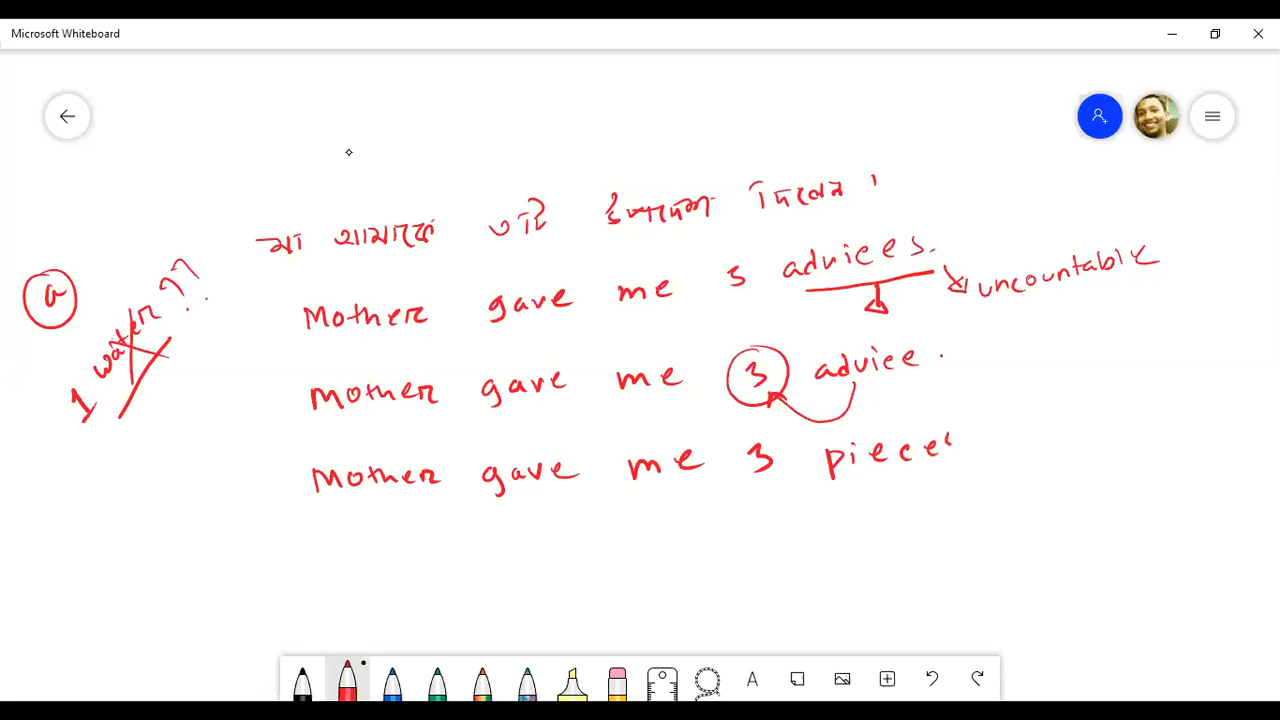 Microsoft Whiteboard
মা আমাকে ৩টি উপদেশ দিলেন।
a
1 water??
Mother gave me 3 advices.
uncountable
Mother gave me 3 advice.
Mother gave me 3 pieces
A